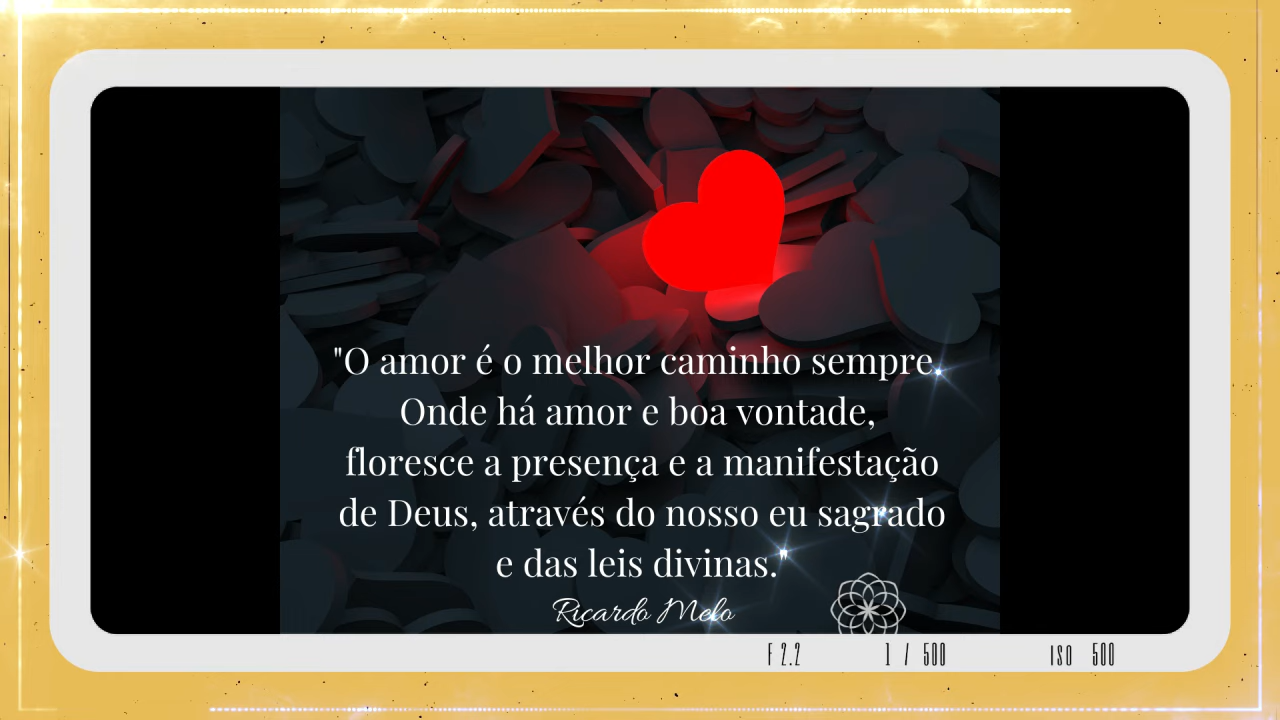 "O amor é o melhor caminho sempre.
Onde há amor e boa vontade,
floresce a presença e a manifestação
de Deus, através do nosso eu sagrado
e das leis divinas."
Ricardo Melo
F 2.2 1 / 500 ISO 500